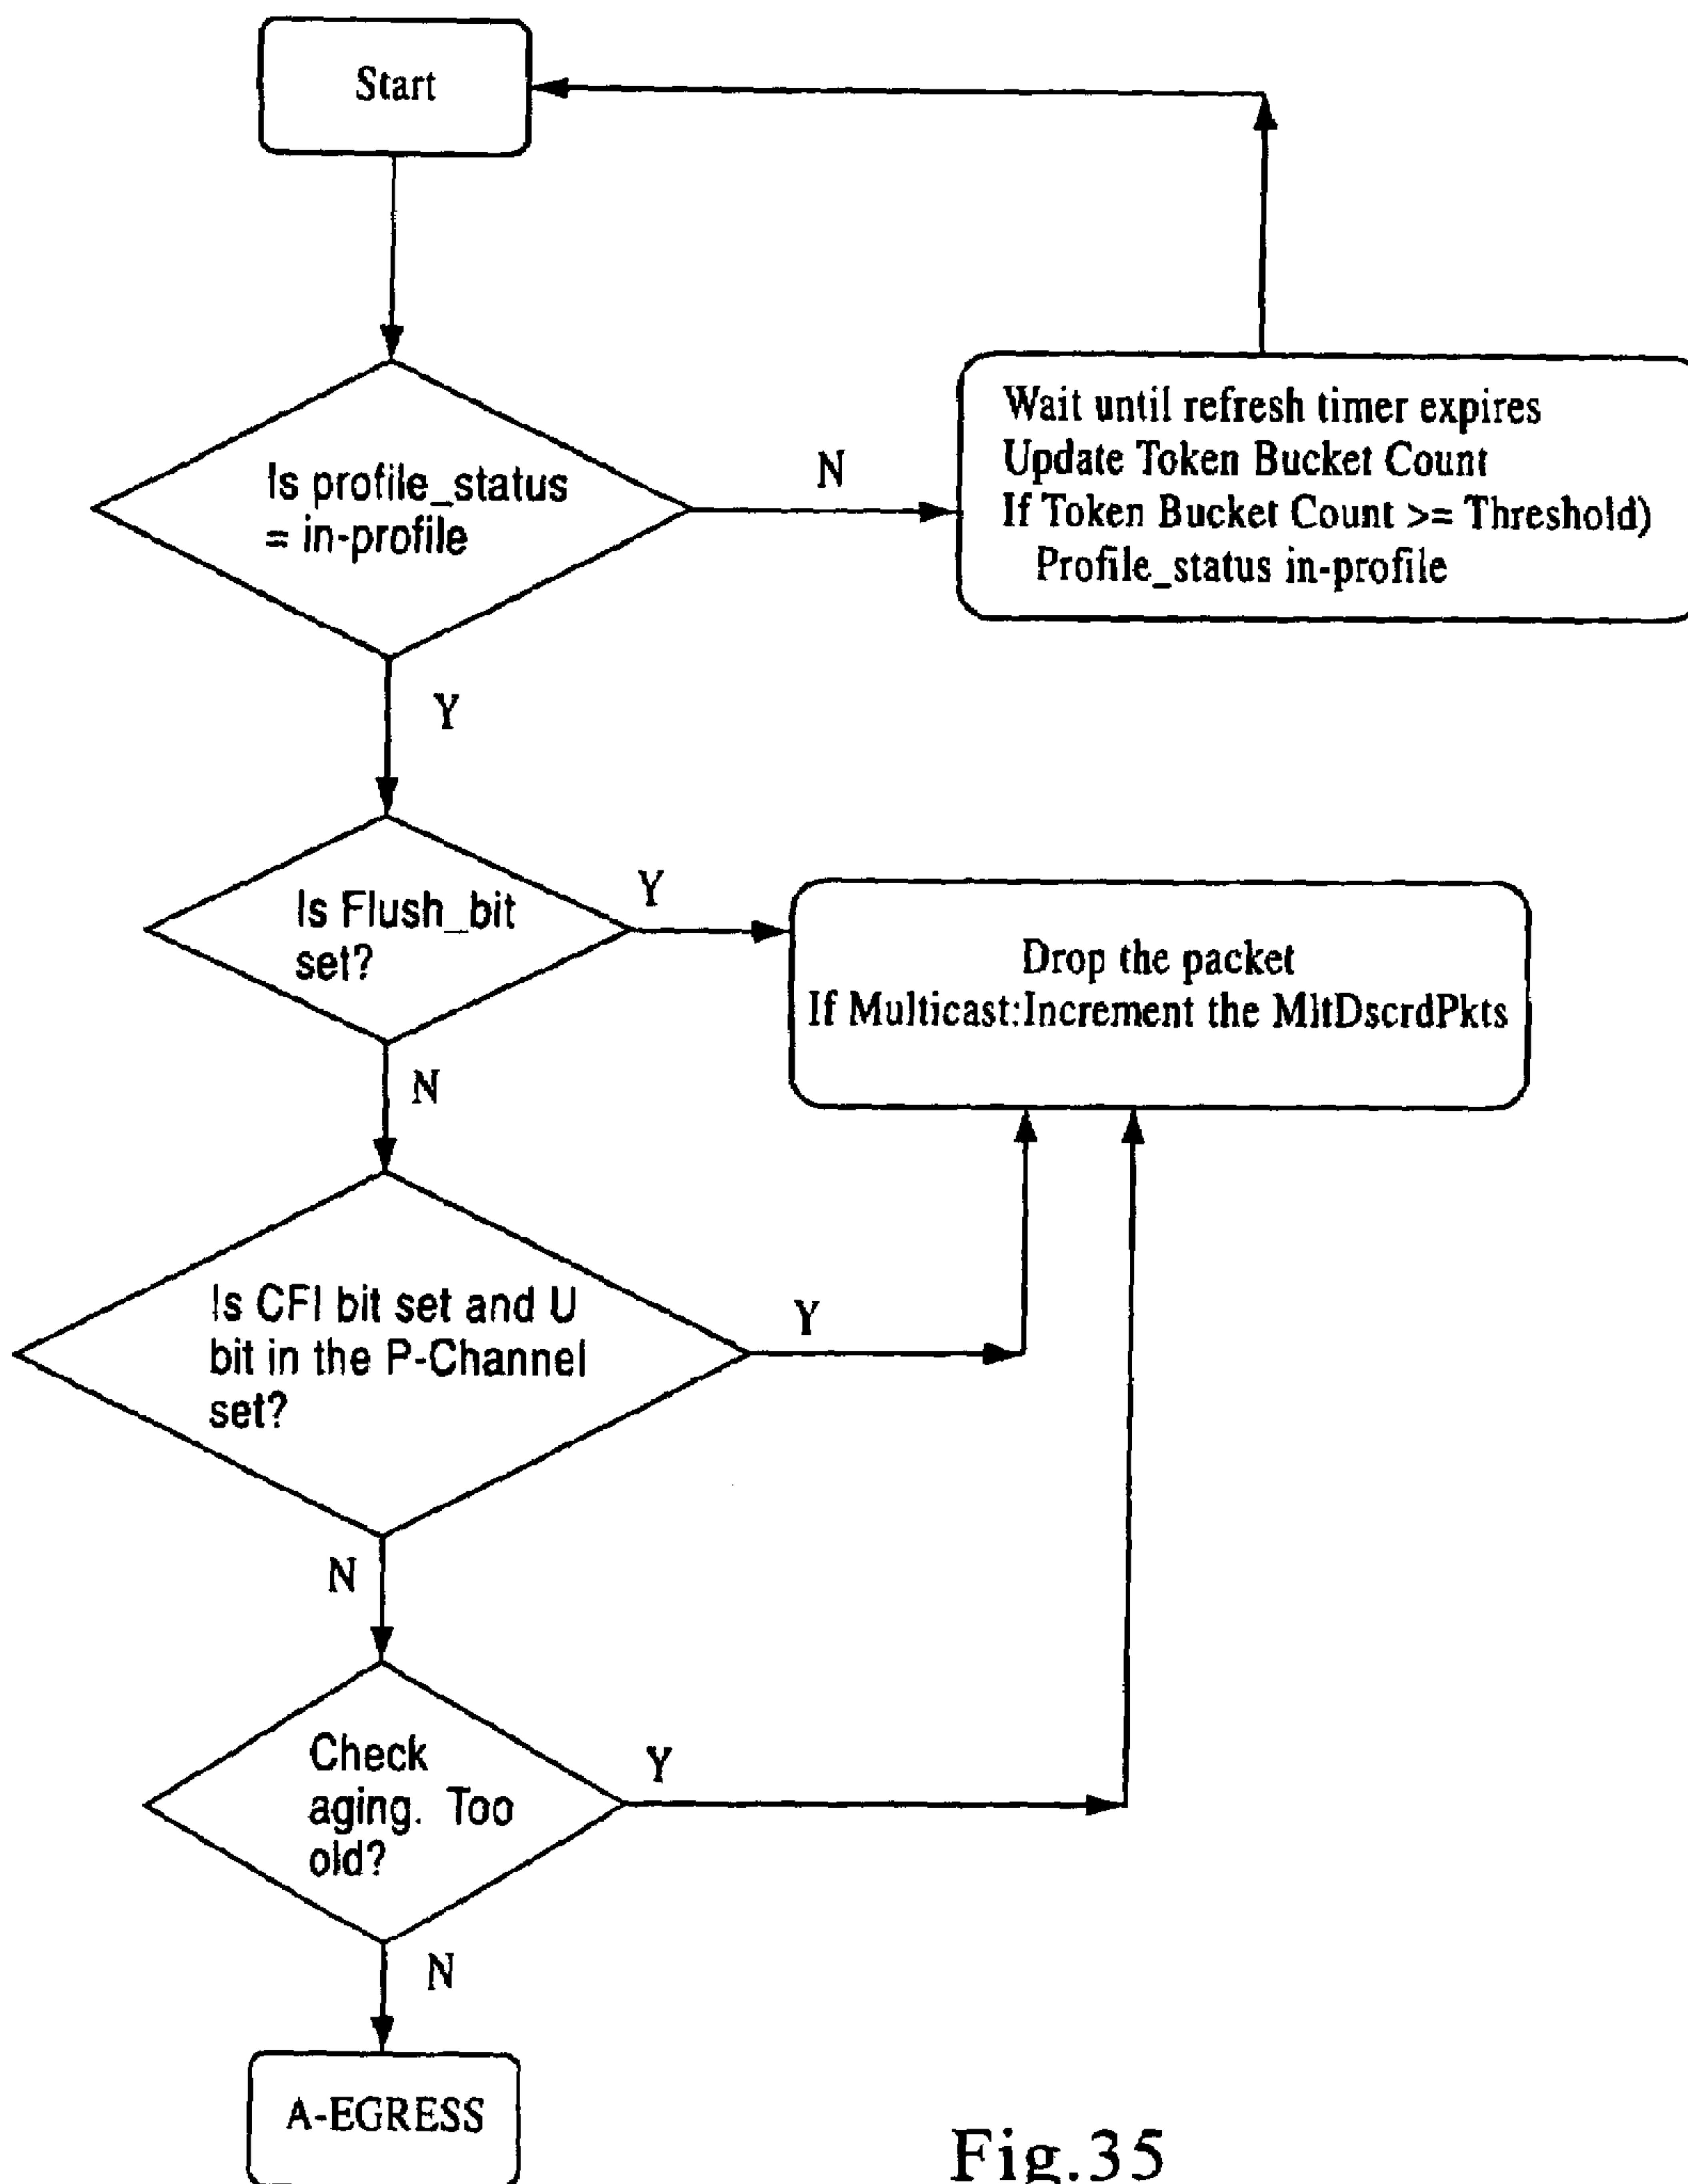 Start
Is profile_status
= in-profile
N
Wait until refresh timer expires
Update Token Bucket Count
If Token Bucket Count >= Threshold)
Profile_status in-profile
Y
Is Flush_bit
set?
Y
Drop the packet
If Multicast:Increment the MltDscrdPkts
N
Is CFI bit set and U
bit in the P-Channel
set?
Y
N
Check
aging. Too
old?
Y
N
A-EGRESS
Fig.35